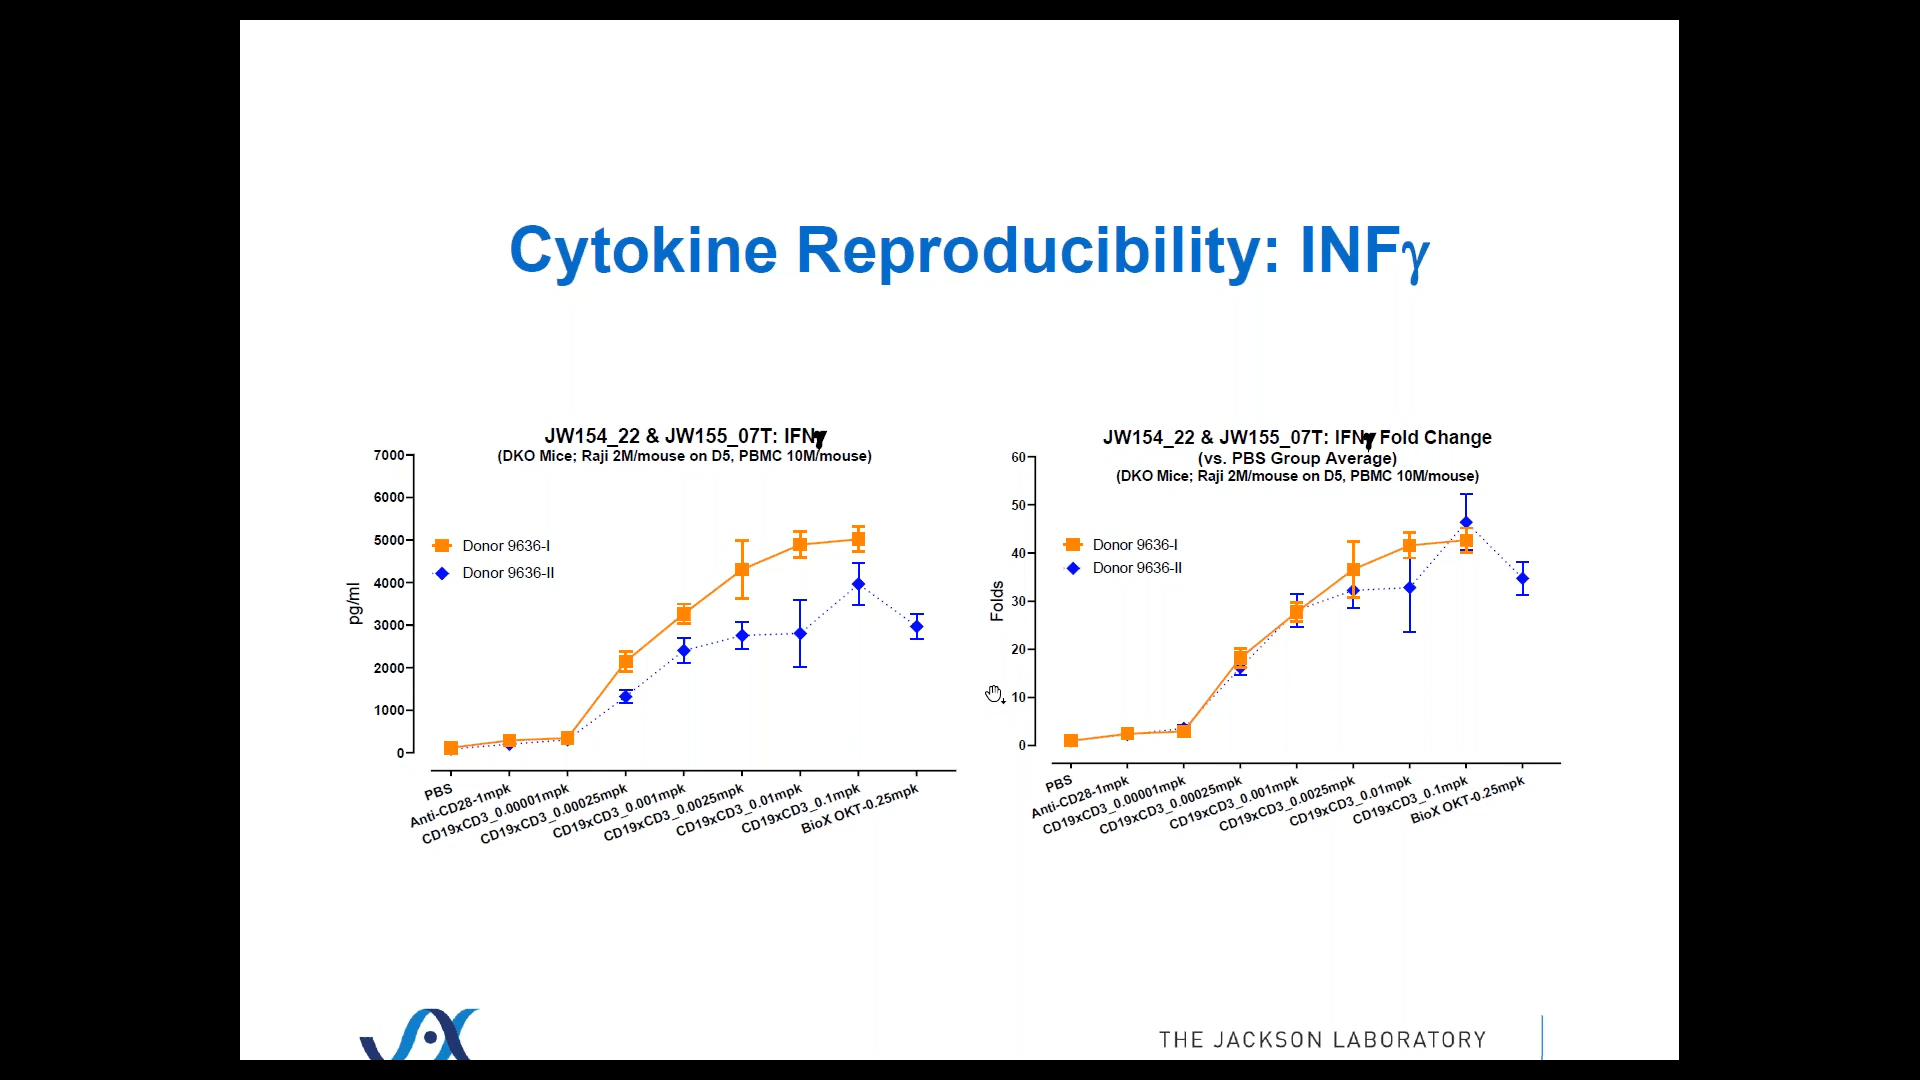 Cytokine Reproducibility: INFγ
JW154_22 & JW155_07T: IFNγ
(DKO Mice; Raji 2M/mouse on D5, PBMC 10M/mouse)
7000
6000
5000
4000
3000
2000
1000
0
pg/ml
Donor 9636-I
Donor 9636-II
PBS
Anti-CD28-1mpk
CD19xCD3_0.00001mpk
CD19xCD3_0.00025mpk
CD19xCD3_0.001mpk
CD19xCD3_0.0025mpk
CD19xCD3_0.01mpk
CD19xCD3_0.1mpk
BioX OKT-0.25mpk
JW154_22 & JW155_07T: IFNγ Fold Change
(vs. PBS Group Average)
(DKO Mice; Raji 2M/mouse on D5, PBMC 10M/mouse)
60
50
40
30
20
10
0
Folds
Donor 9636-I
Donor 9636-II
PBS
Anti-CD28-1mpk
CD19xCD3_0.00001mpk
CD19xCD3_0.00025mpk
CD19xCD3_0.001mpk
CD19xCD3_0.0025mpk
CD19xCD3_0.01mpk
CD19xCD3_0.1mpk
BioX OKT-0.25mpk
THE JACKSON LABORATORY